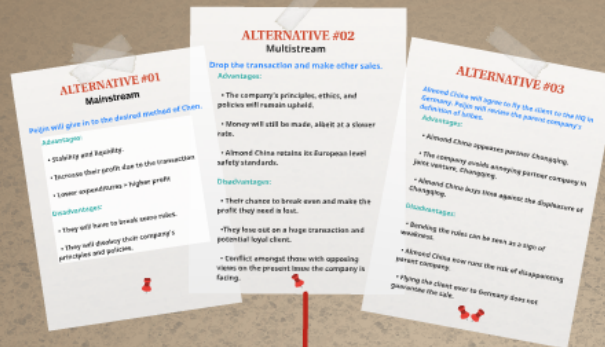 ALTERNATIVE #01
Mainstream
Peijin will give in to the desired method of Chen.
Advantages:
• Stability and liquidity.
• Increase their profit due to the transaction
• Lower expenditures = higher profit
Disadvantages:
• They will have to break some rules.
• They will disobey their company's
principles and policies.
ALTERNATIVE #02
Multistream
Drop the transaction and make other sales.
Advantages:
• The company's principles, ethics, and
policies will remain upheld.
• Money will still be made, albeit at a slower
rate.
• Almond China retains its European level
safety standards.
Disadvantages:
• Their chance to break even and make the
profit they need is lost.
•They lose out on a huge transaction and
potential loyal client.
• Conflict amongst those with opposing
views on the present issue the company is
facing.
ALTERNATIVE #03
Almond China will agree to fly the client to the HQ in
Germany. Peijin will review the parent company's
definition of bribes.
Advantages:
• Almond China appeases partner Chongqing.
• The company avoids annoying partner company in
joint venture, Chongqing.
• Almond China buys time against the displeasure of
Chongqing.
Disadvantages:
• Bending the rules can be seen as a sign of
weakness.
• Almond China now runs the risk of disappointing
parent company.
• Flying the client over to Germany does not
guarantee the sale.